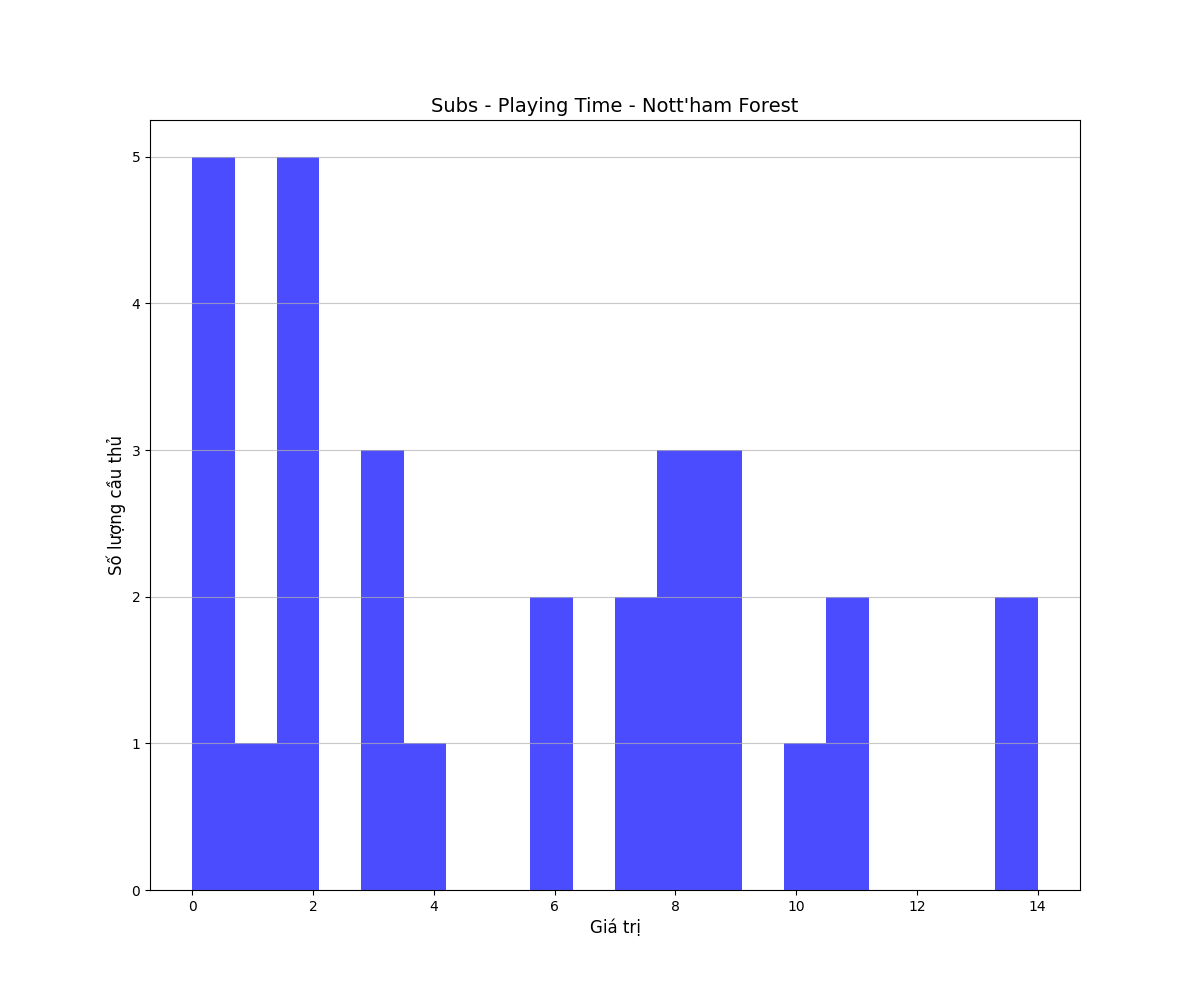 Subs - Playing Time - Nott'ham Forest
5
4
3
2
1
0
Số lượng cầu thủ
0 2 4 6 8 10 12 14
Giá trị